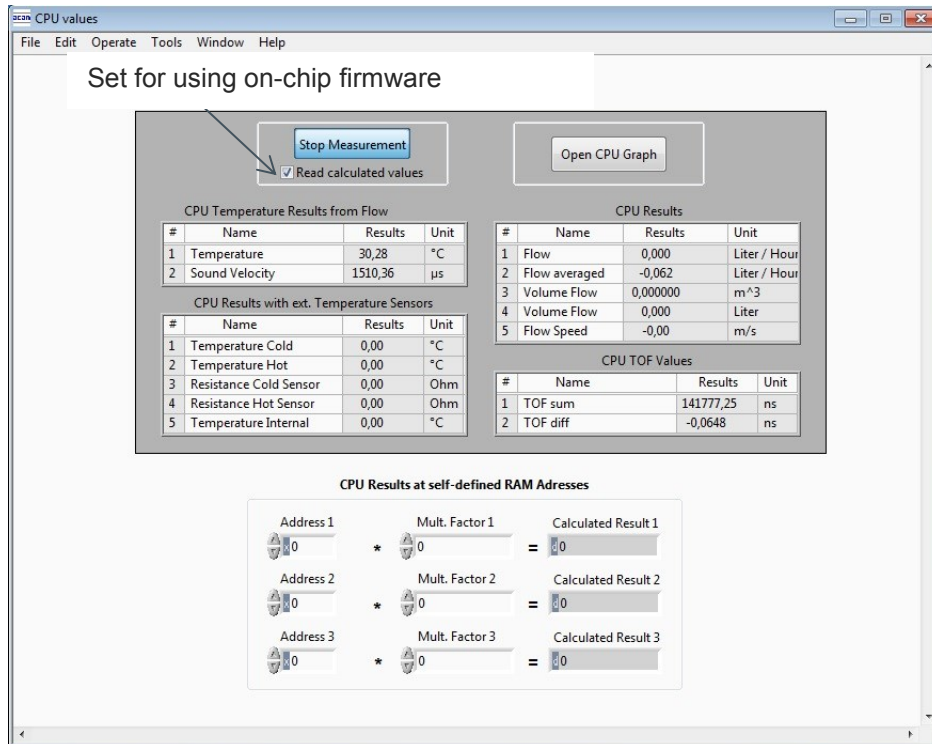 acam CPU values
File Edit Operate Tools Window Help
Set for using on-chip firmware
Stop Measurement
Read calculated values
Open CPU Graph
CPU Temperature Results from Flow
# Name Results Unit
1 Temperature 30,28 °C
2 Sound Velocity 1510,36 µs
CPU Results with ext. Temperature Sensors
# Name Results Unit
1 Temperature Cold 0,00 °C
2 Temperature Hot 0,00 °C
3 Resistance Cold Sensor 0,00 Ohm
4 Resistance Hot Sensor 0,00 Ohm
5 Temperature Internal 0,00 °C
CPU Results
# Name Results Unit
1 Flow 0,000 Liter / Hour
2 Flow averaged -0,062 Liter / Hour
3 Volume Flow 0,000000 m^3
4 Volume Flow 0,000 Liter
5 Flow Speed -0,00 m/s
CPU TOF Values
# Name Results Unit
1 TOF sum 141777,25 ns
2 TOF diff -0,0648 ns
CPU Results at self-defined RAM Adresses
Address 1 Mult. Factor 1 Calculated Result 1
x 0 * 0 = d 0
Address 2 Mult. Factor 2 Calculated Result 2
x 0 * 0 = d 0
Address 3 Mult. Factor 3 Calculated Result 3
x 0 * 0 = d 0